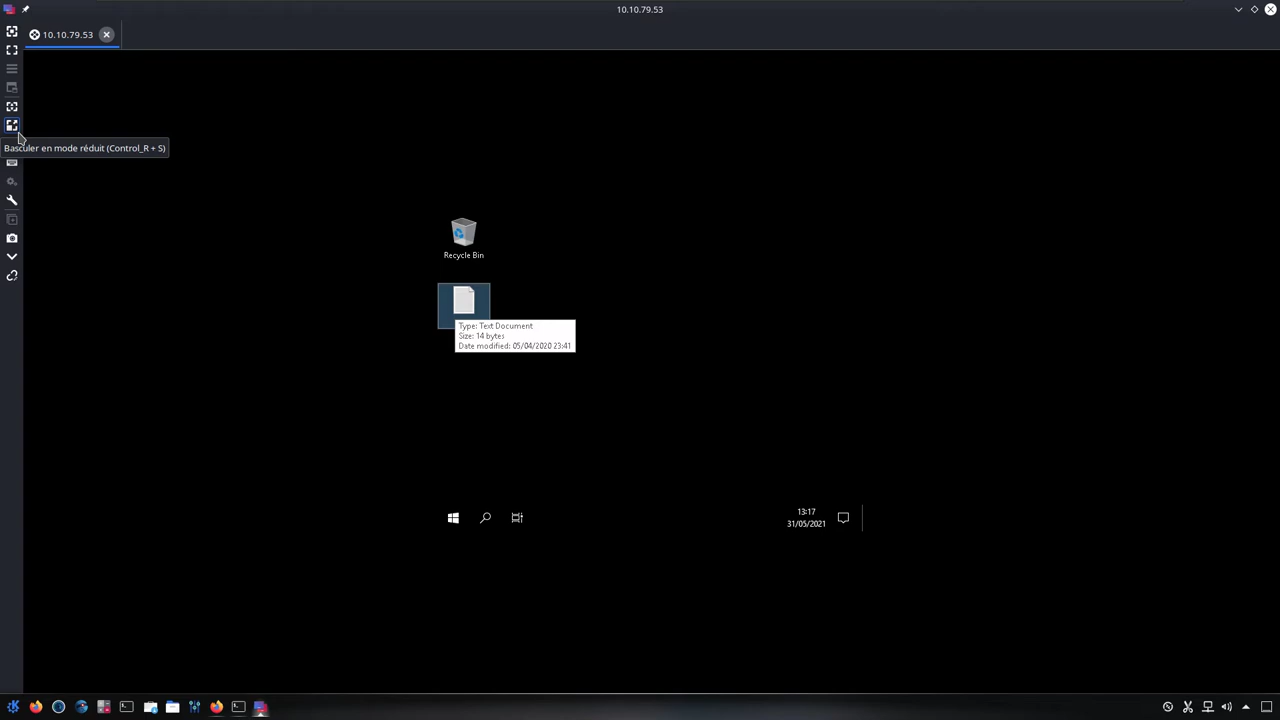 10.10.79.53
10.10.79.53
Basculer en mode réduit (Control_R + S)
Recycle Bin
Type: Text Document
Size: 14 bytes
Date modified: 05/04/2020 23:41
13:17
31/05/2021